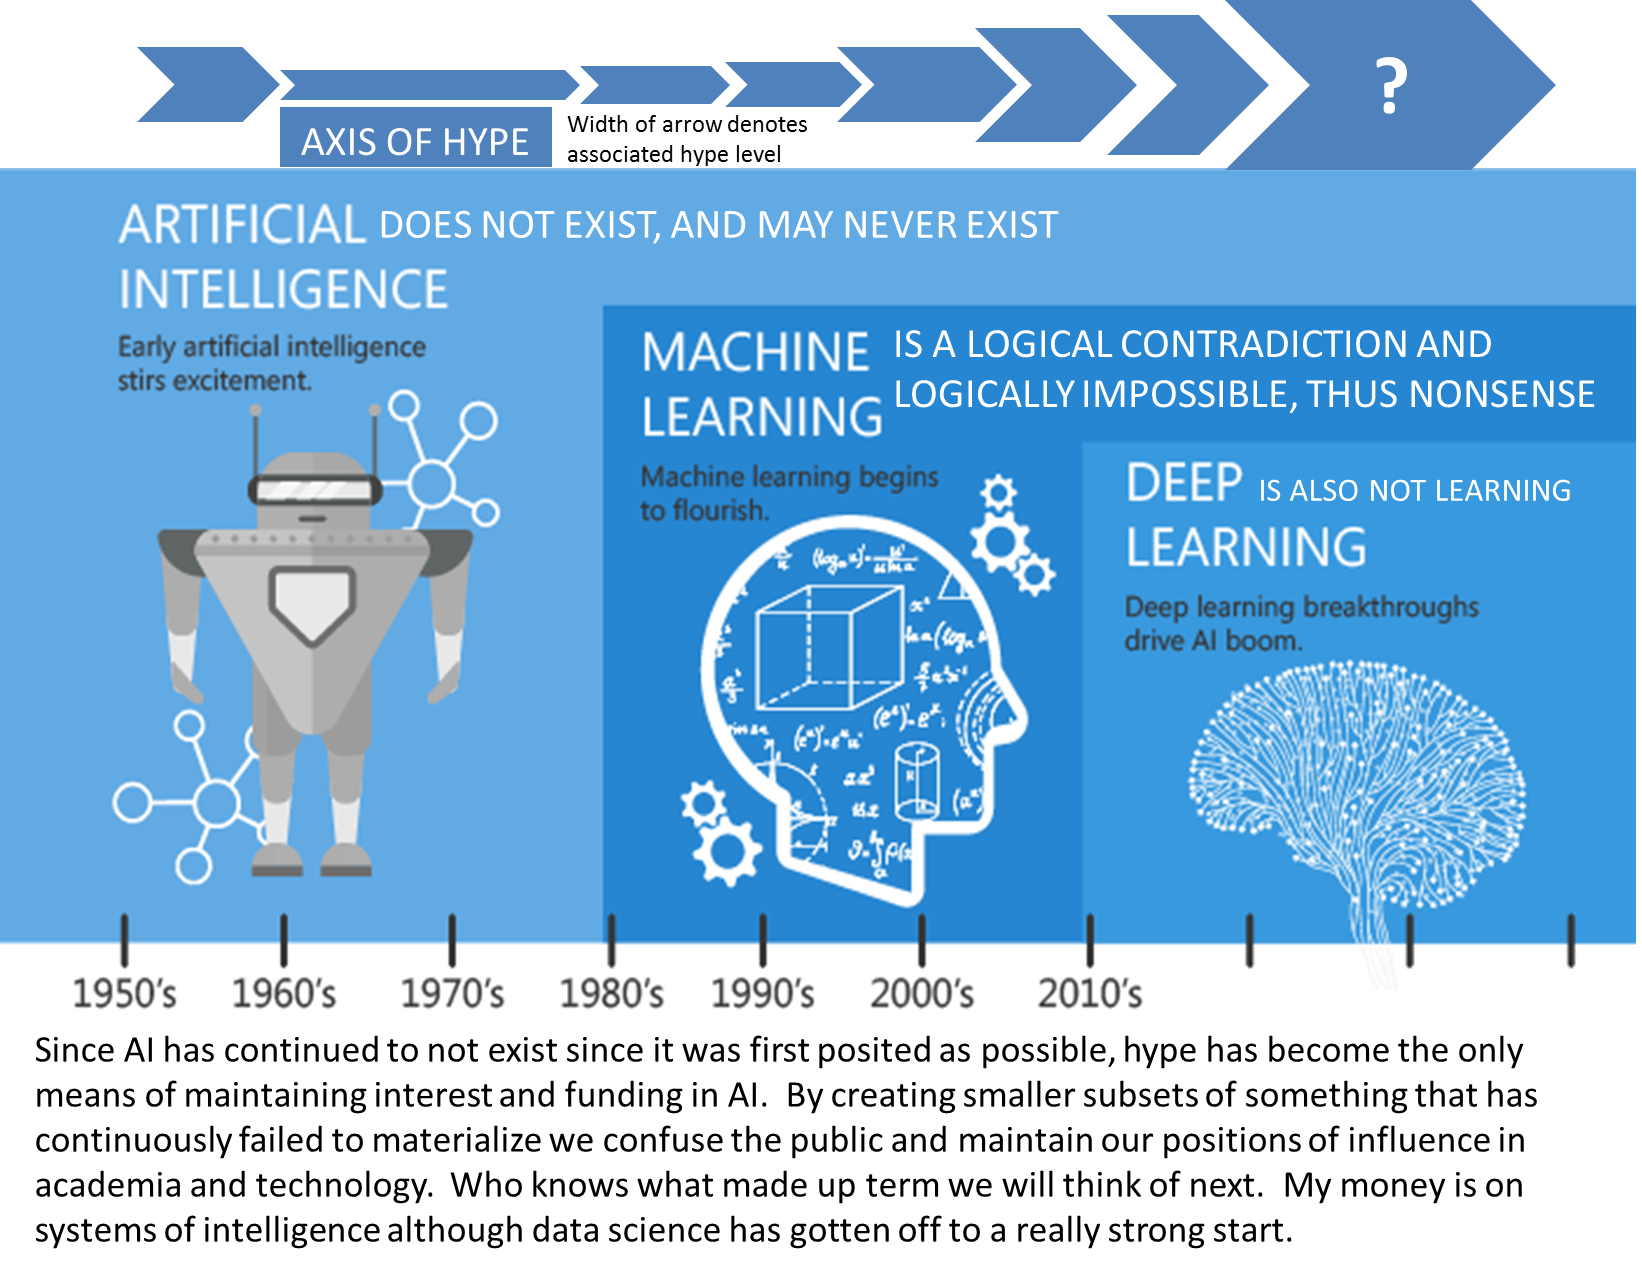 ?
AXIS OF HYPE
Width of arrow denotes
associated hype level
ARTIFICIAL DOES NOT EXIST, AND MAY NEVER EXIST
INTELLIGENCE
Early artificial intelligence
stirs excitement.
MACHINE IS A LOGICAL CONTRADICTION AND
LEARNING LOGICALLY IMPOSSIBLE, THUS NONSENSE
Machine learning begins
to flourish.
DEEP IS ALSO NOT LEARNING
LEARNING
Deep learning breakthroughs
drive AI boom.
1950's 1960's 1970's 1980's 1990's 2000's 2010's
Since AI has continued to not exist since it was first posited as possible, hype has become the only
means of maintaining interest and funding in AI.  By creating smaller subsets of something that has
continuously failed to materialize we confuse the public and maintain our positions of influence in
academia and technology.  Who knows what made up term we will think of next.  My money is on
systems of intelligence although data science has gotten off to a really strong start.